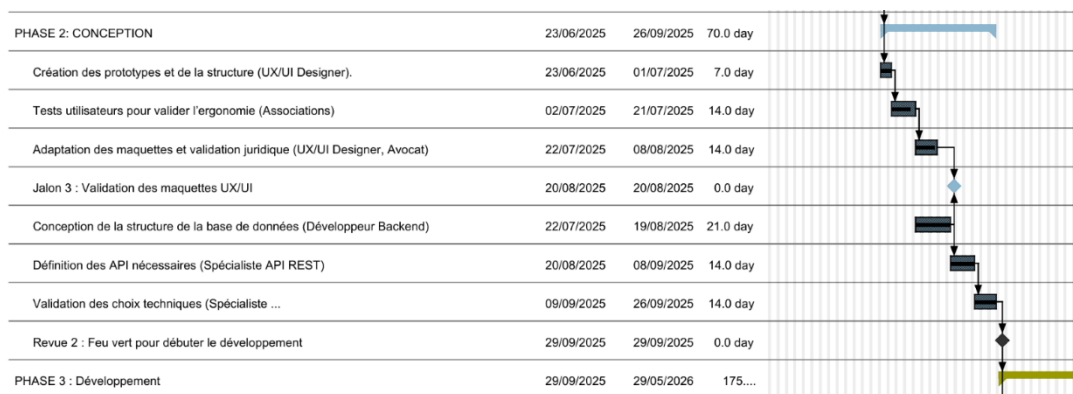 PHASE 2: CONCEPTION 23/06/2025 26/09/2025 70.0 day
Création des prototypes et de la structure (UX/UI Designer). 23/06/2025 01/07/2025 7.0 day
Tests utilisateurs pour valider l'ergonomie (Associations) 02/07/2025 21/07/2025 14.0 day
Adaptation des maquettes et validation juridique (UX/UI Designer, Avocat) 22/07/2025 08/08/2025 14.0 day
Jalon 3 : Validation des maquettes UX/UI 20/08/2025 20/08/2025 0.0 day
Conception de la structure de la base de données (Développeur Backend) 22/07/2025 19/08/2025 21.0 day
Définition des API nécessaires (Spécialiste API REST) 20/08/2025 08/09/2025 14.0 day
Validation des choix techniques (Spécialiste ... 09/09/2025 26/09/2025 14.0 day
Revue 2 : Feu vert pour débuter le développement 29/09/2025 29/09/2025 0.0 day
PHASE 3 : Développement 29/09/2025 29/05/2026 175....